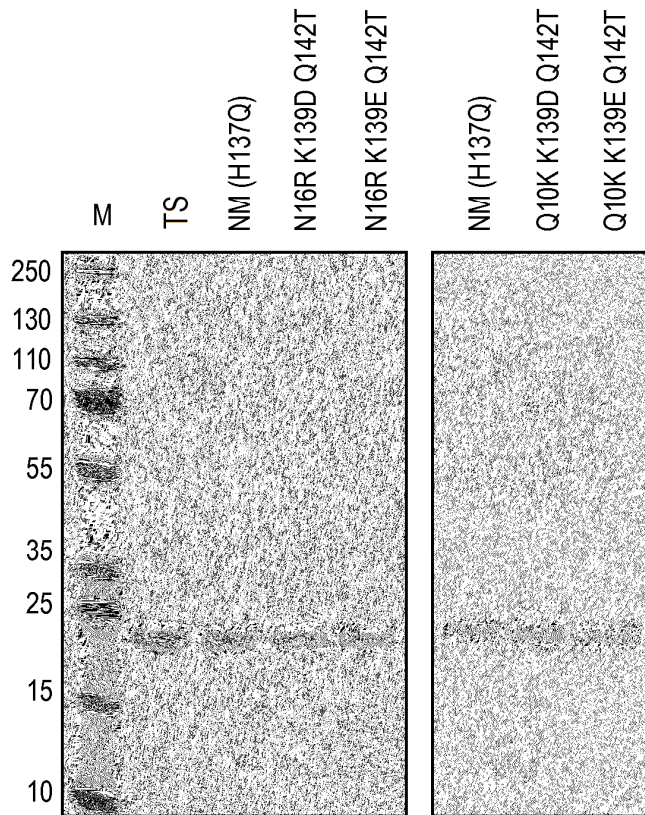 M
TS
NM (H137Q)
N16R K139D Q142T
N16R K139E Q142T
NM (H137Q)
Q10K K139D Q142T
Q10K K139E Q142T
250
130
110
70
55
35
25
15
10